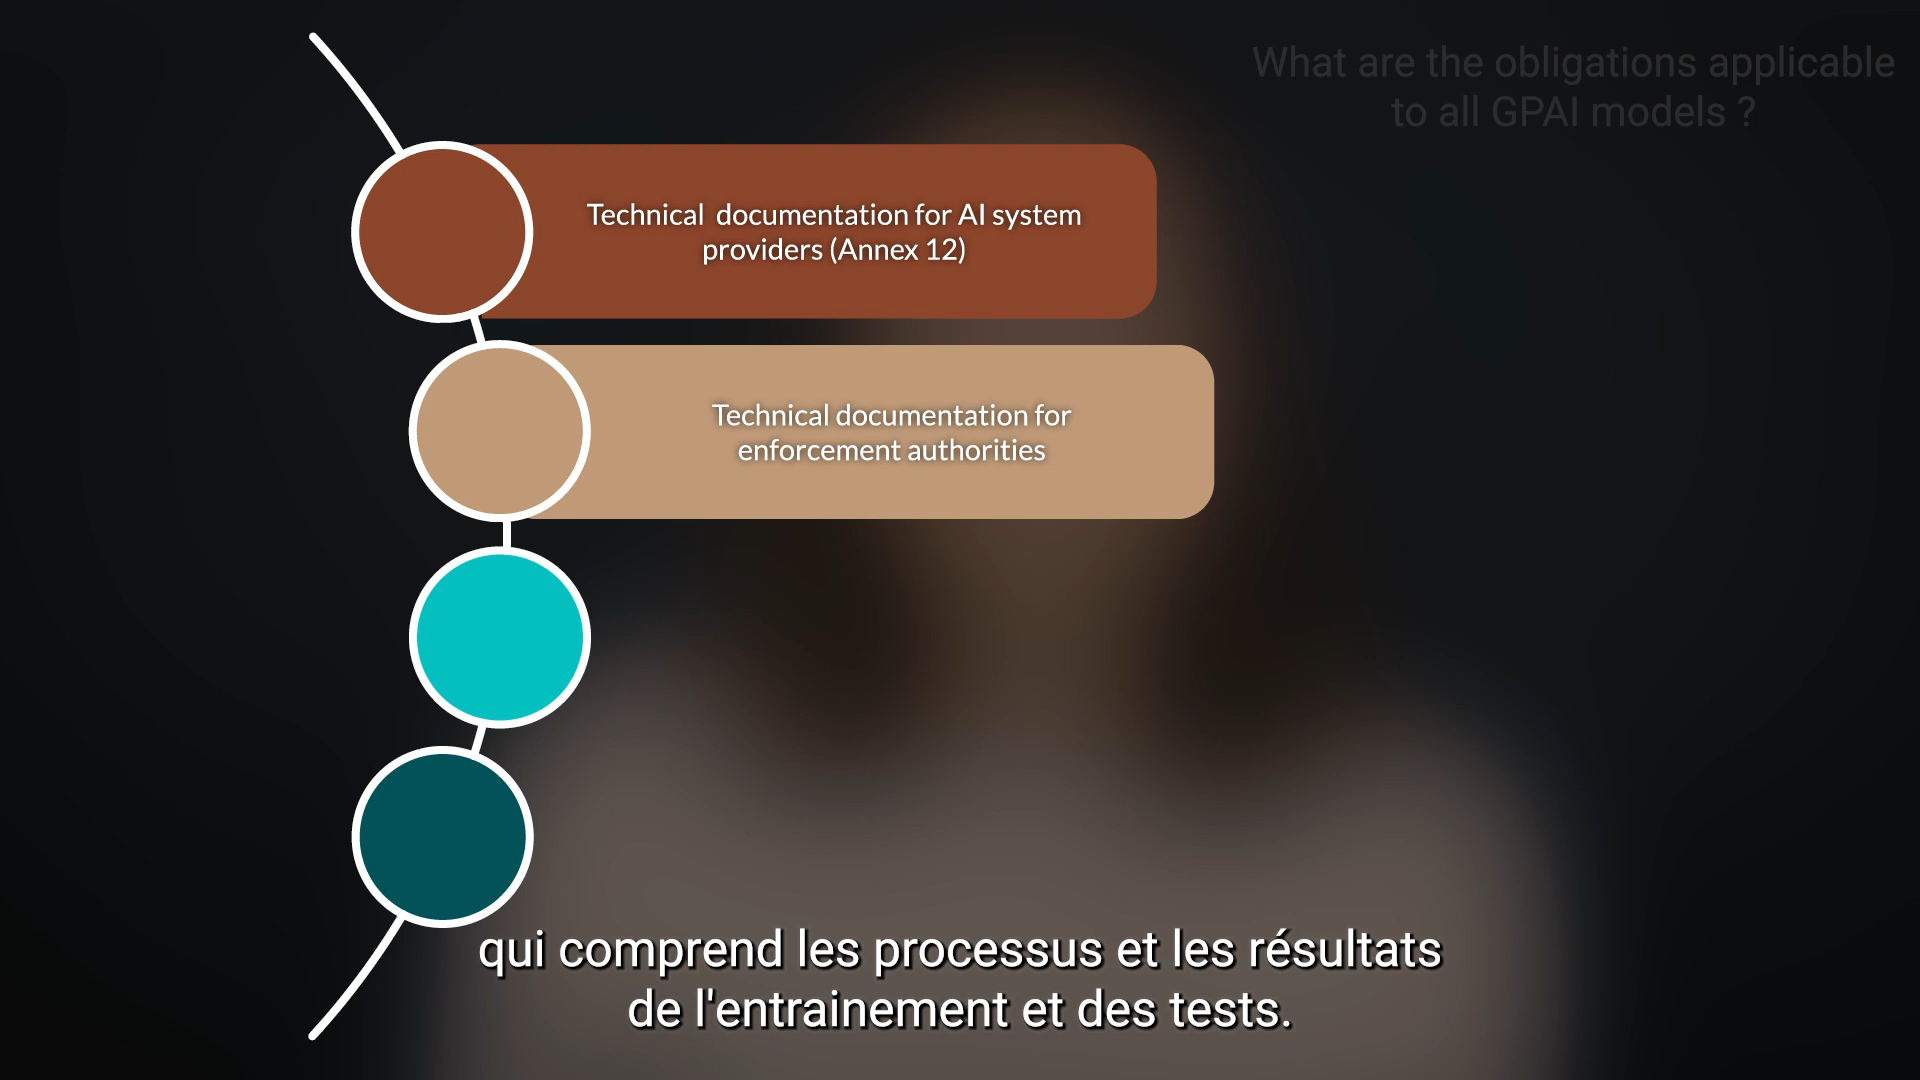 What are the obligations applicable
to all GPAI models ?
Technical  documentation for AI system
providers (Annex 12)
Technical documentation for
enforcement authorities
qui comprend les processus et les résultats
de l'entrainement et des tests.